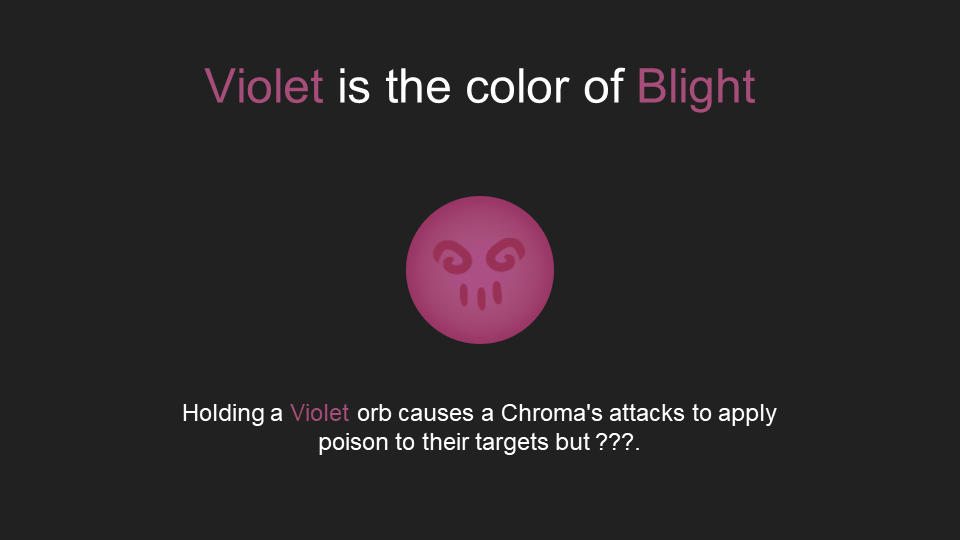 Violet is the color of Blight
Holding a Violet orb causes a Chroma's attacks to apply
poison to their targets but ???.